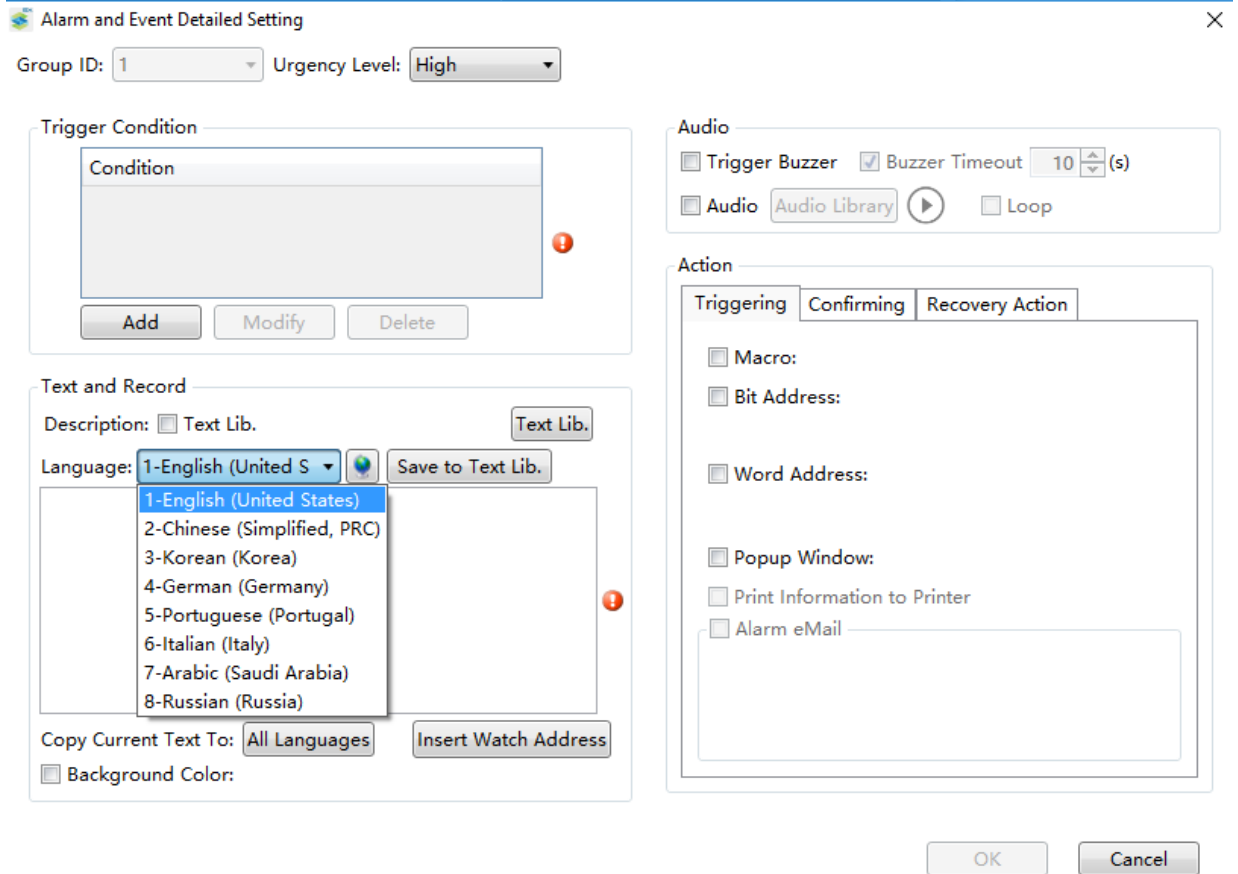 Alarm and Event Detailed Setting
Group ID: 1 Urgency Level: High
Trigger Condition
Condition
Add Modify Delete
Text and Record
Description: Text Lib. Text Lib.
Language: 1-English (United S Save to Text Lib.
1-English (United States)
2-Chinese (Simplified, PRC)
3-Korean (Korea)
4-German (Germany)
5-Portuguese (Portugal)
6-Italian (Italy)
7-Arabic (Saudi Arabia)
8-Russian (Russia)
Copy Current Text To: All Languages Insert Watch Address
Background Color:
Audio
Trigger Buzzer Buzzer Timeout 10 (s)
Audio Audio Library Loop
Action
Triggering Confirming Recovery Action
Macro:
Bit Address:
Word Address:
Popup Window:
Print Information to Printer
Alarm eMail
OK Cancel